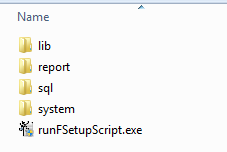 Name
lib
report
sql
system
runFSetupScript.exe